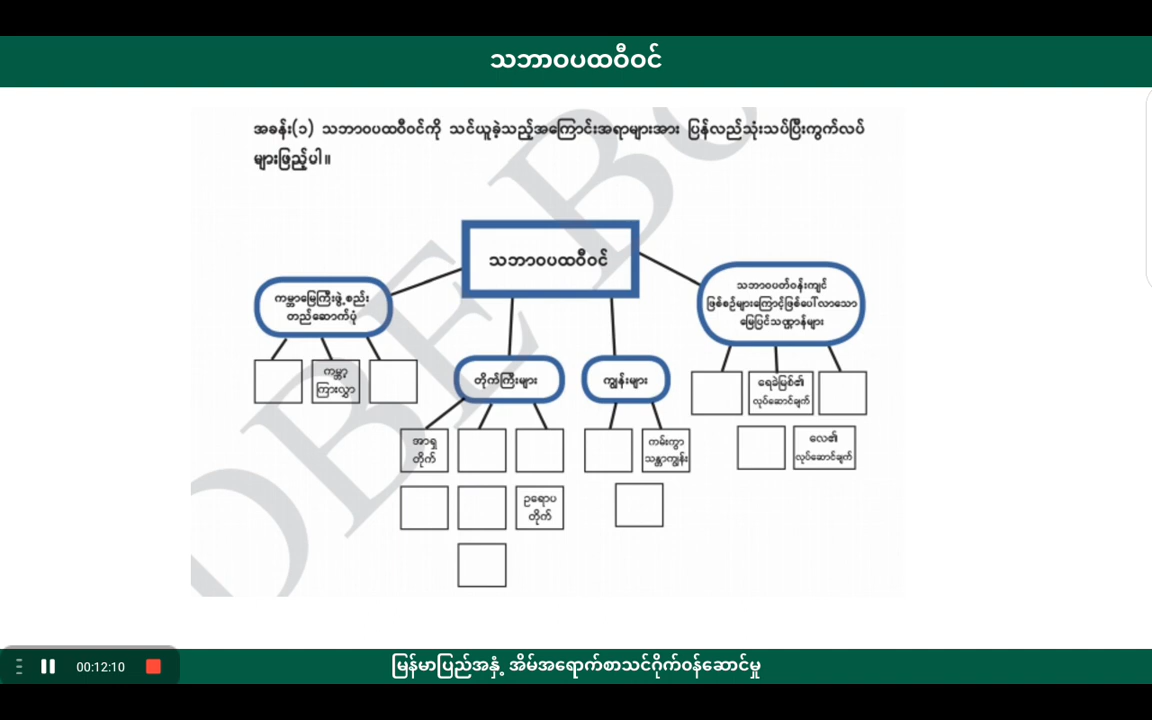 သဘာဝပထဝီဝင်
အခန်း(၁) သဘာဝပထဝီဝင်ကို သင်ယူခဲ့သည့်အကြောင်းအရာများအား ပြန်လည်သုံးသပ်ပြီးကွက်လပ်
များဖြည့်ပါ။
သဘာဝပထဝီဝင်
ကမ္ဘာမြေကြီးဖွဲ့စည်း
တည်ဆောက်ပုံ
ကမ္ဘာ့
ကြားလွှာ
တိုက်ကြီးများ
အာရှ
တိုက်
ဥရောပ
တိုက်
ကျွန်းများ
ကမ်းကွာ
သန္တာကျွန်း
သဘာဝပတ်ဝန်းကျင်
ဖြစ်စဉ်များကြောင့်ဖြစ်ပေါ်လာသော
မြေပြင်သဏ္ဌာန်များ
ရေခဲမြစ်၏
လုပ်ဆောင်ချက်
လေ၏
လုပ်ဆောင်ချက်
DBE BC
00:12:10
မြန်မာပြည်အနှံ့ အိမ်အရောက်စာသင်ဂိုက်ဝန်ဆောင်မှု